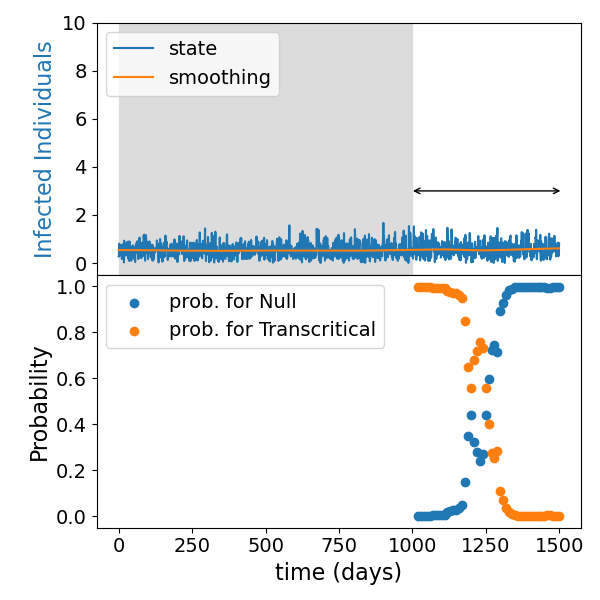 Infected Individuals
10
8
6
4
2
0
state
smoothing
Probability
1.0
0.8
0.6
0.4
0.2
0.0
prob. for Null
prob. for Transcritical
0 250 500 750 1000 1250 1500
time (days)